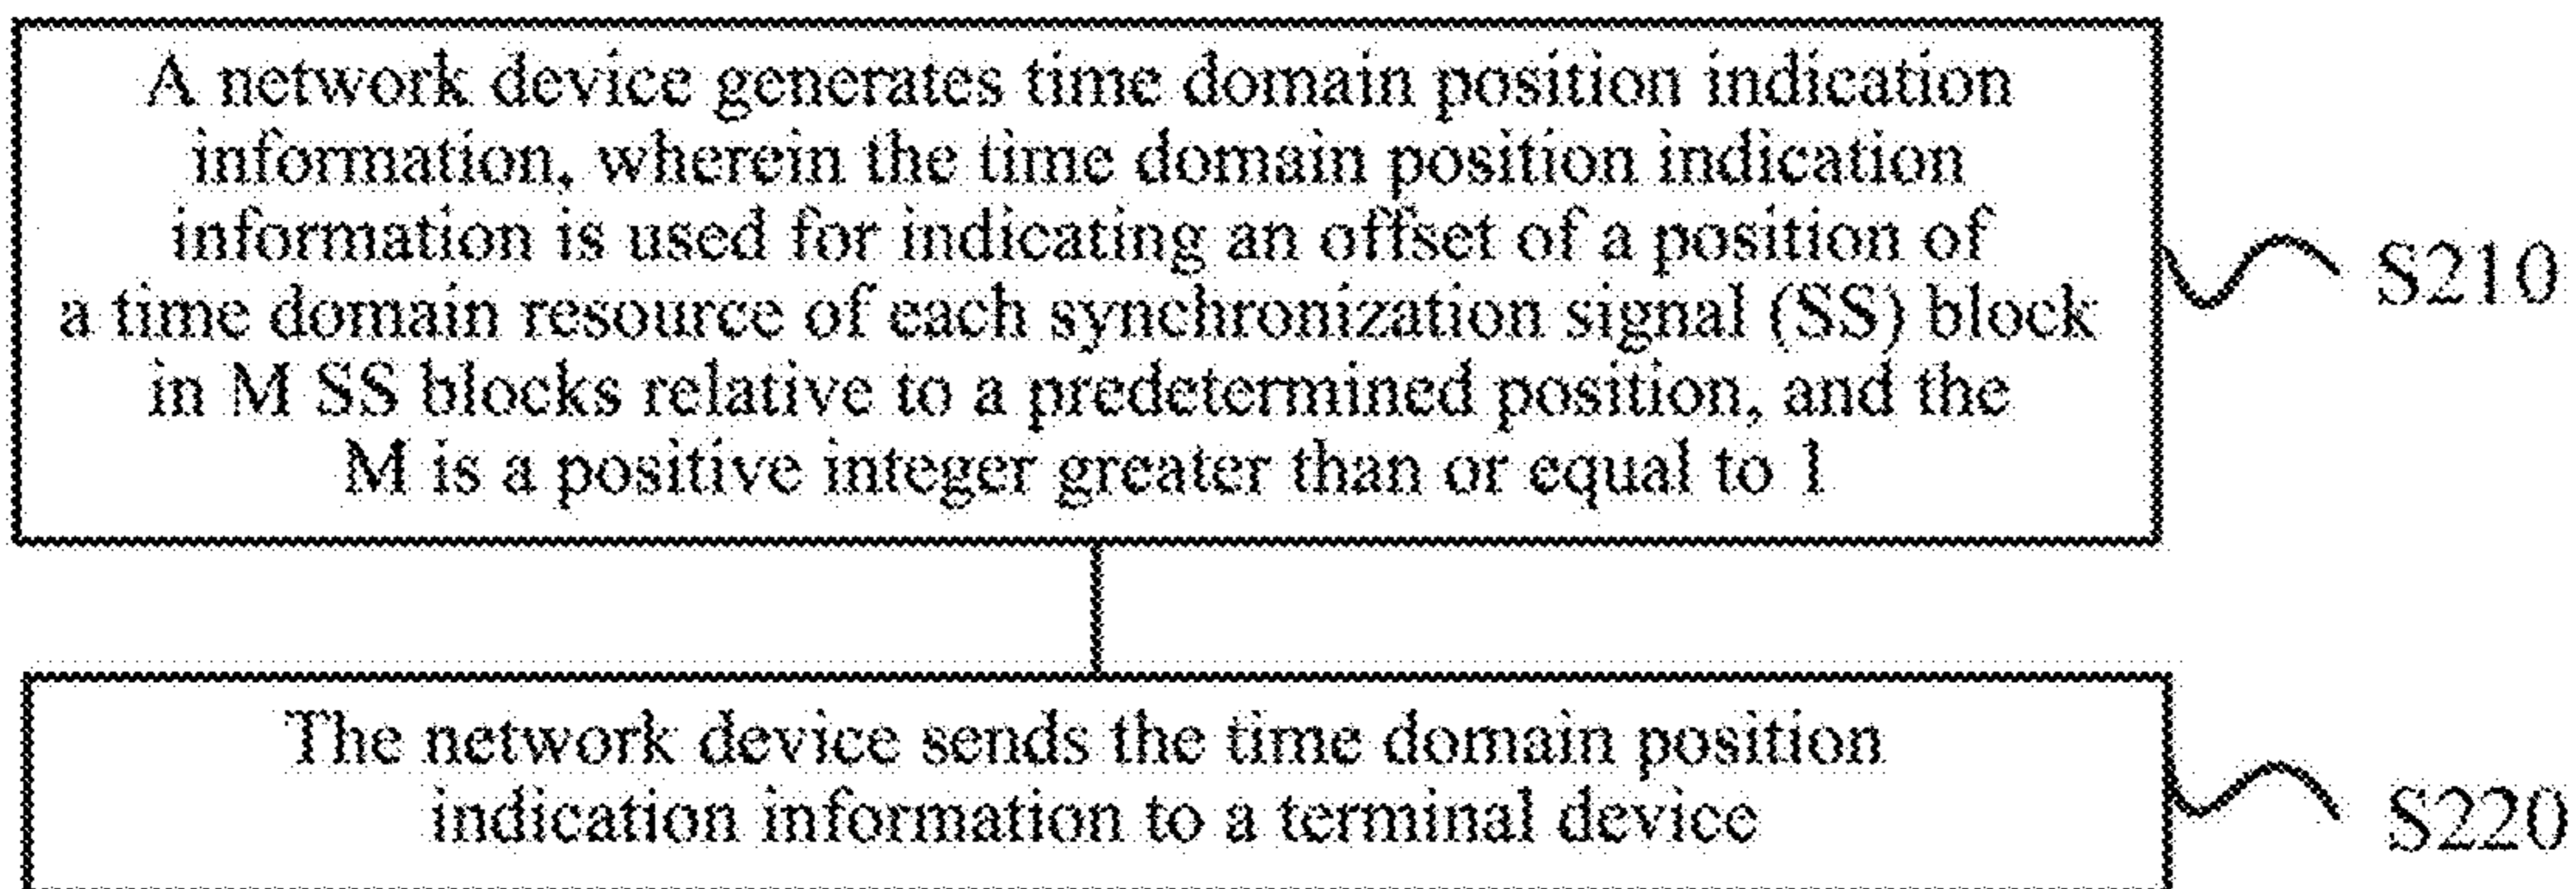 A network device generates time domain position indication
information, wherein the time domain position indication
information is used for indicating an offset of a position of
a time domain resource of each synchronization signal (SS) block
in M SS blocks relative to a predetermined position, and the
M is a positive integer greater than or equal to 1
S210
The network device sends the time domain position
indication information to a terminal device
S220